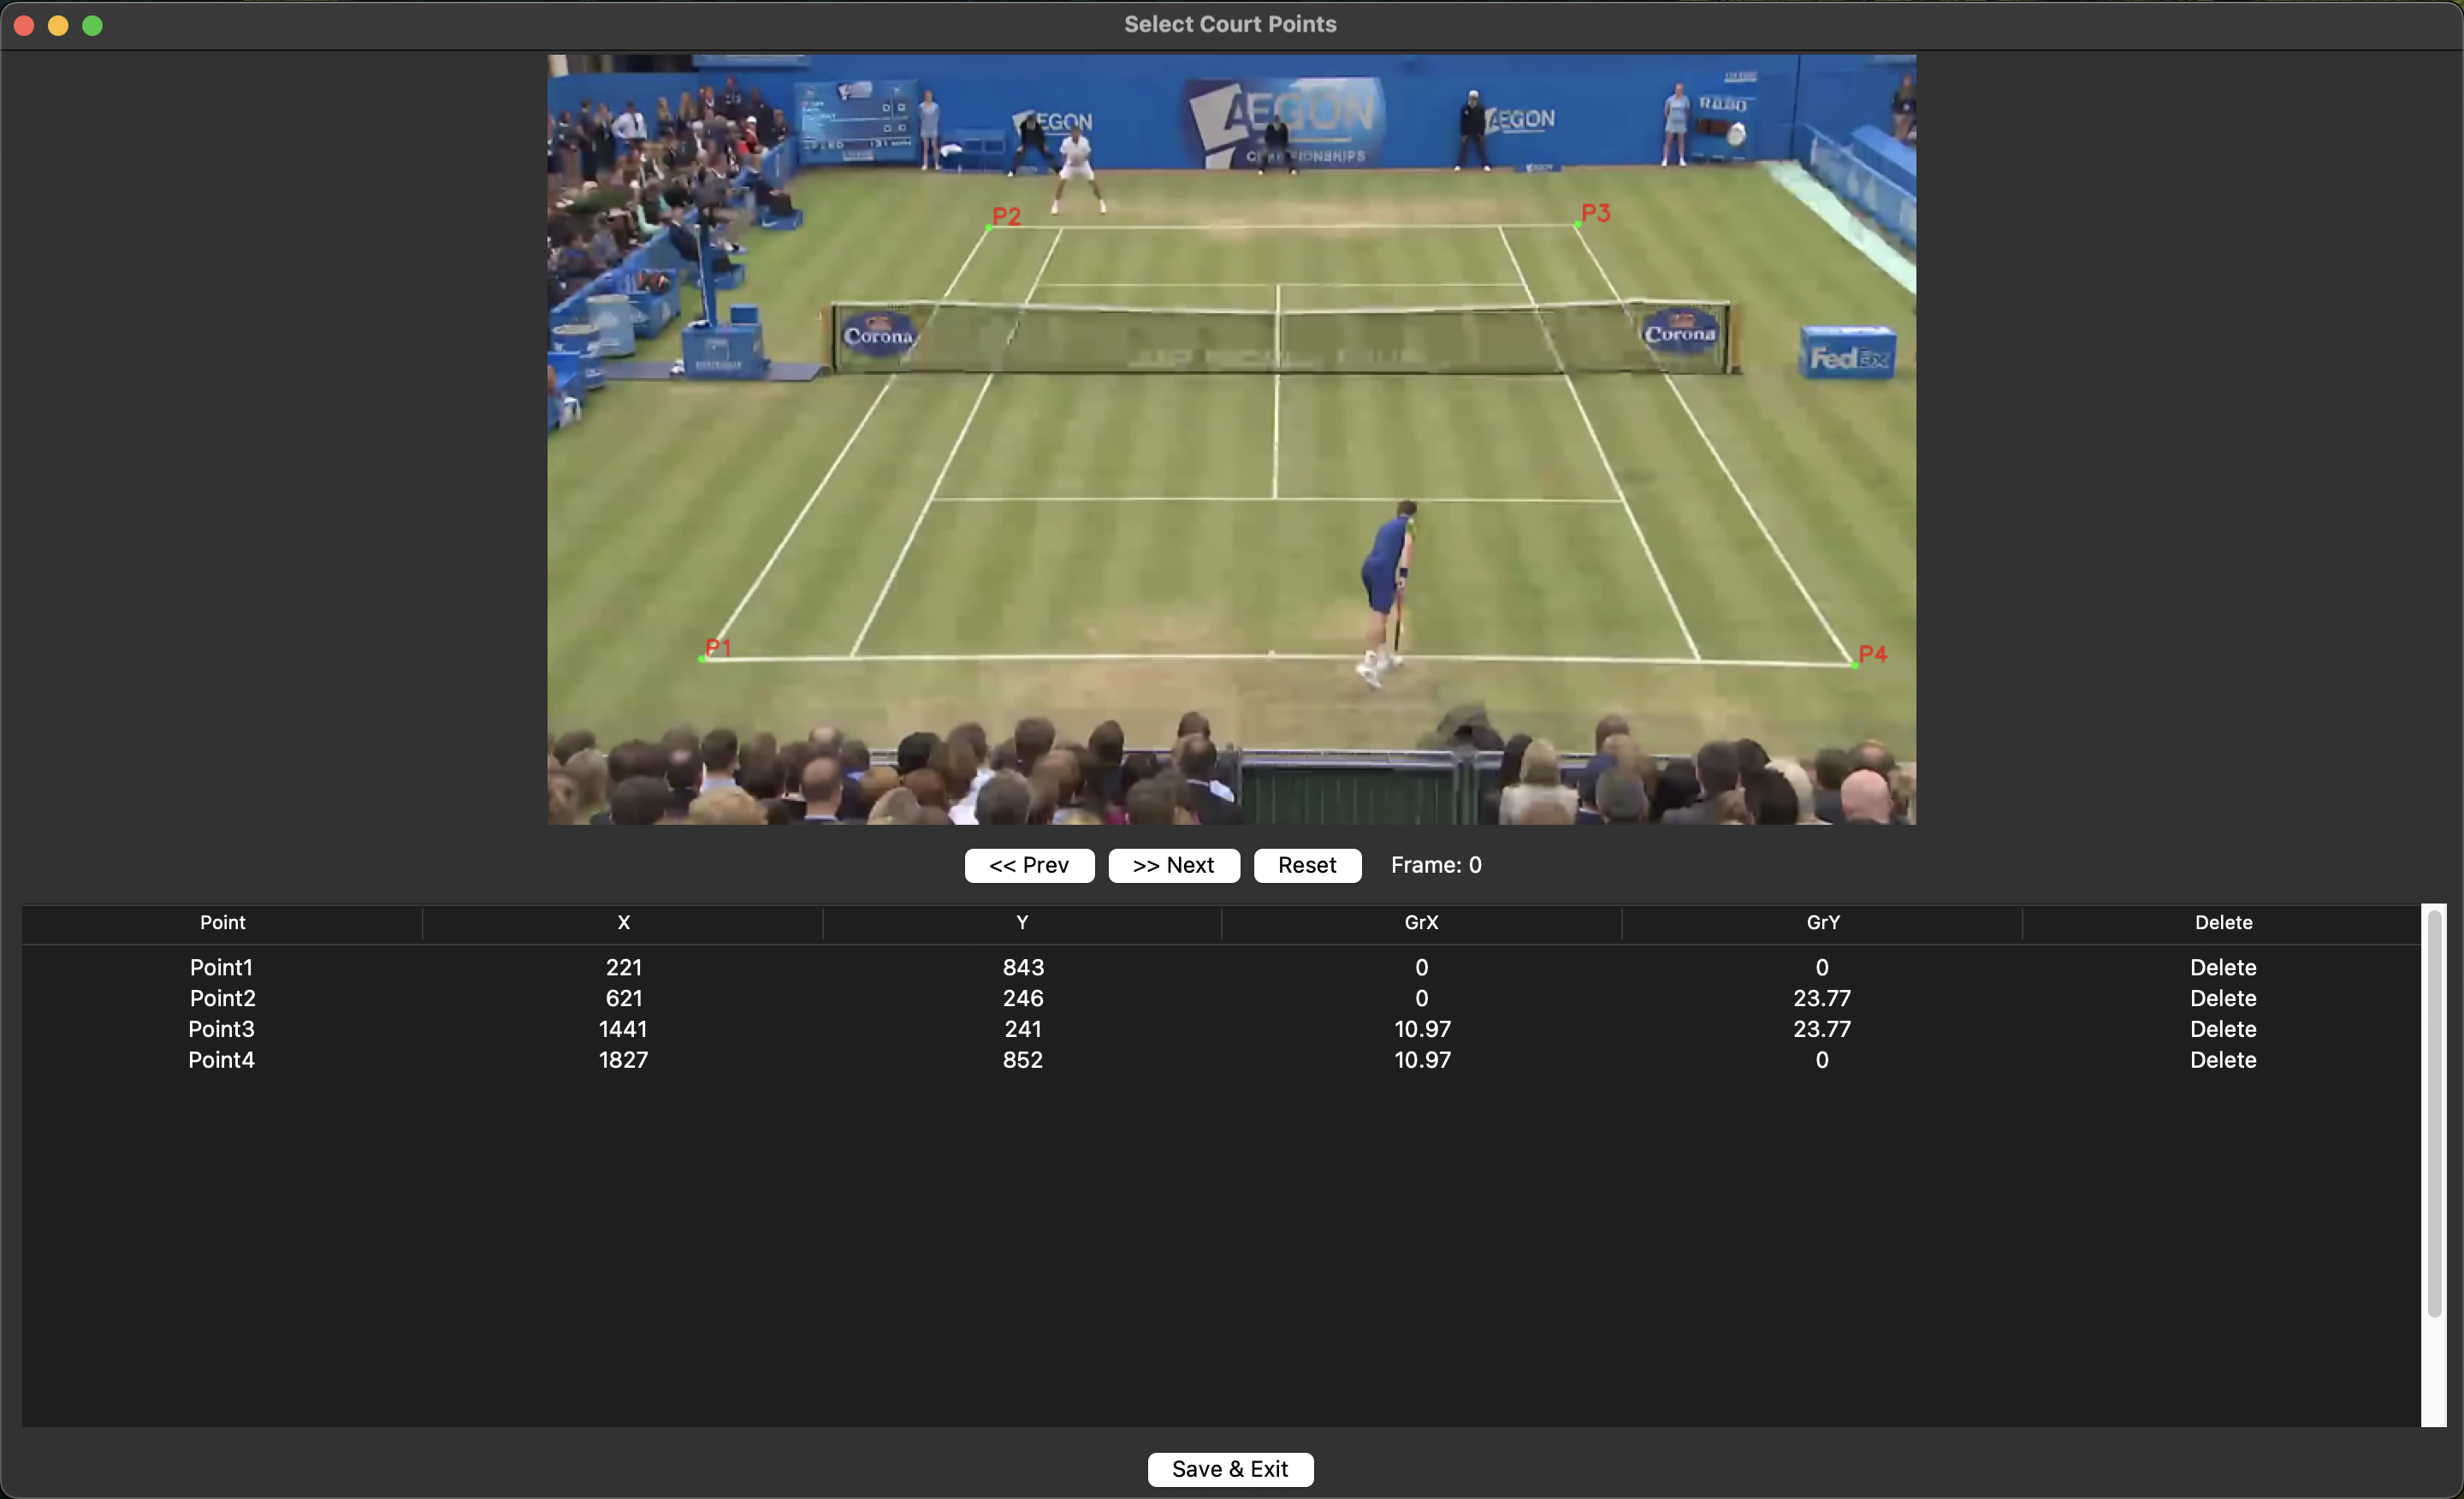 Select Court Points
AEGON
AEGON
AEGON
RADO
CHAMPIONSHIPS
P2
P3
Corona
Corona
FedEx
P1
P4
<< Prev
>> Next
Reset
Frame: 0
Point X Y GrX GrY Delete
Point1 221 843 0 0 Delete
Point2 621 246 0 23.77 Delete
Point3 1441 241 10.97 23.77 Delete
Point4 1827 852 10.97 0 Delete
Save & Exit